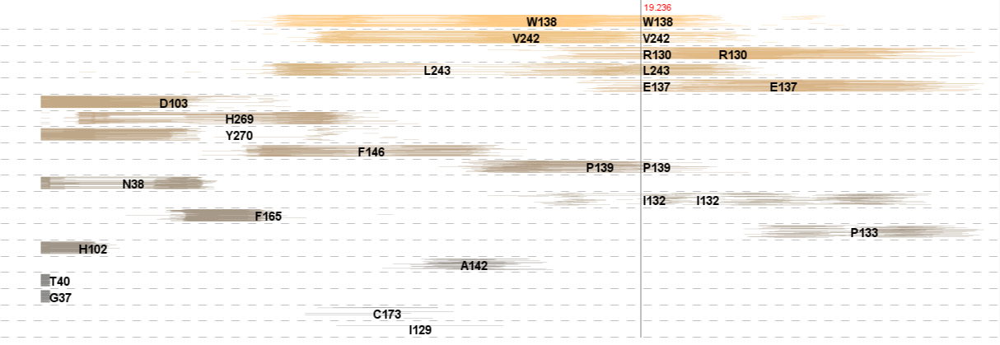 19.236
W138 W138
V242 V242
R130 R130
L243 L243
E137 E137
D103
H269
Y270
F146
P139 P139
N38
I132 I132
F165
P133
H102
A142
T40
G37
C173
I129